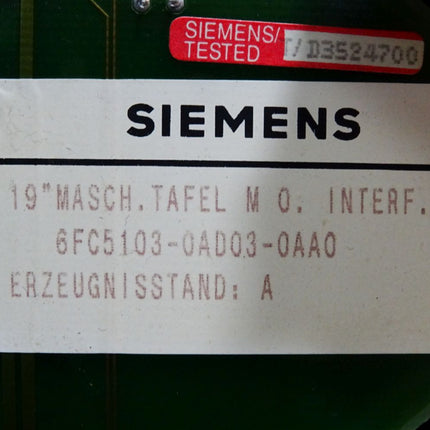 SIEMENS/
TESTED T/D3524700
SIEMENS
19"MASCH.TAFEL M O. INTERF.
6FC5103-0AD03-0AA0
ERZEUGNISSTAND: A